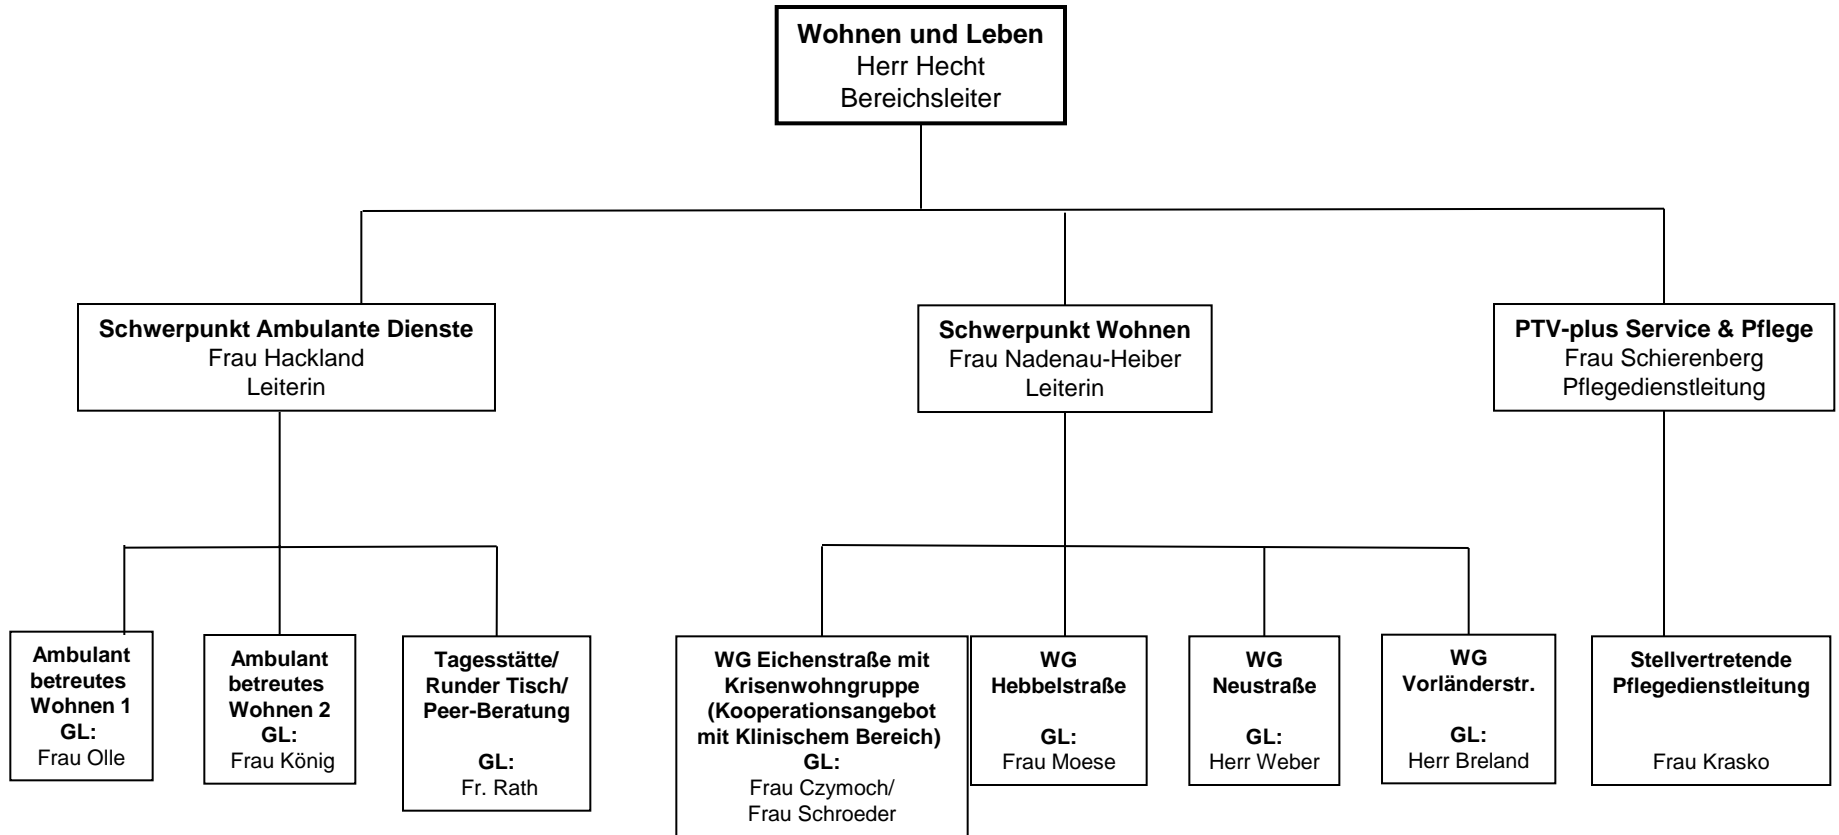 Wohnen und Leben
Herr Hecht
Bereichsleiter
Schwerpunkt Ambulante Dienste
Frau Hackland
Leiterin
Schwerpunkt Wohnen
Frau Nadenau-Heiber
Leiterin
PTV-plus Service & Pflege
Frau Schierenberg
Pflegedienstleitung
Ambulant
betreutes
Wohnen 1
GL:
Frau Olle
Ambulant
betreutes
Wohnen 2
GL:
Frau König
Tagesstätte/
Runder Tisch/
Peer-Beratung
GL:
Fr. Rath
WG Eichenstraße mit
Krisenwohngruppe
(Kooperationsangebot
mit Klinischem Bereich)
GL:
Frau Czymoch/
Frau Schroeder
WG
Hebbelstraße
GL:
Frau Moese
WG
Neustraße
GL:
Herr Weber
WG
Vorländerstr.
GL:
Herr Breland
Stellvertretende
Pflegedienstleitung
Frau Krasko